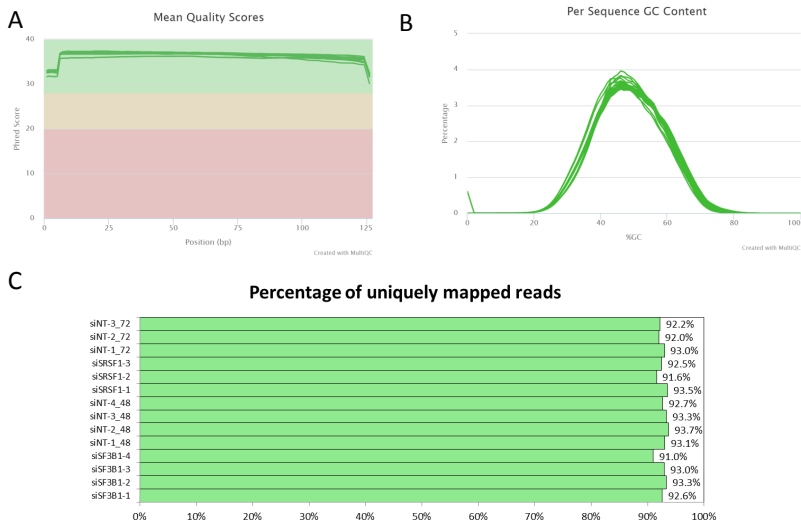 A
Mean Quality Scores
40
30
20
10
0
Phred Score
0
25
50
75
100
125
Position (bp)
Created with MultiQC
B
Per Sequence GC Content
5
4
3
2
1
0
Percentage
0
20
40
60
80
100
%GC
Created with MultiQC
C
Percentage of uniquely mapped reads
siNT-3_72 92.2%
siNT-2_72 92.0%
siNT-1_72 93.0%
siSRSF1-3 92.5%
siSRSF1-2 91.6%
siSRSF1-1 93.5%
siNT-4_48 92.7%
siNT-3_48 93.3%
siNT-2_48 93.7%
siNT-1_48 93.1%
siSF3B1-4 91.0%
siSF3B1-3 93.0%
siSF3B1-2 93.3%
siSF3B1-1 92.6%
0% 10% 20% 30% 40% 50% 60% 70% 80% 90% 100%